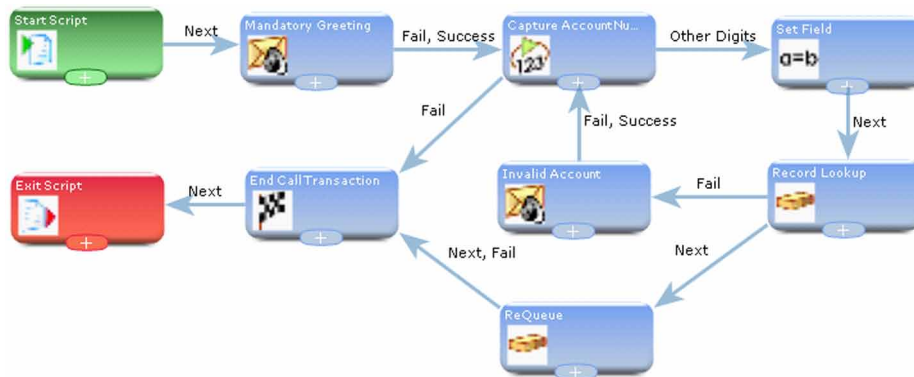 Start Script
Next
Mandatory Greeting
Fail, Success
Capture AccountNu...
123
Other Digits
Set Field
a=b
Fail
Fail, Success
Next
Exit Script
Next
End CallTransaction
Invalid Account
Fail
Record Lookup
Next, Fail
Next
ReQueue